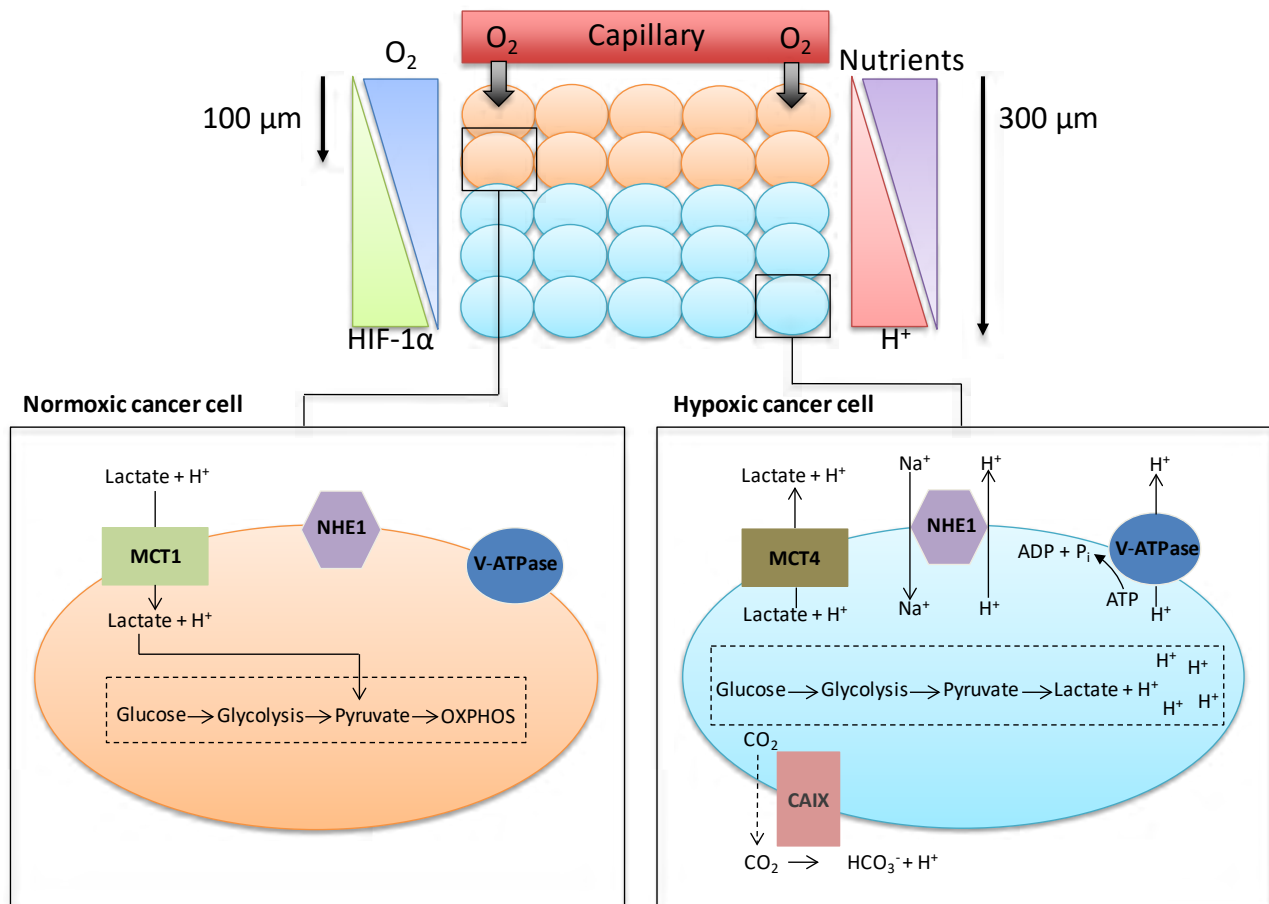 O₂ Capillary O₂
O₂
Nutrients
100 µm
300 µm
HIF-1α
H⁺
Normoxic cancer cell
Lactate + H⁺
MCT1
NHE1
V-ATPase
Lactate + H⁺
Glucose → Glycolysis → Pyruvate → OXPHOS
Hypoxic cancer cell
Lactate + H⁺
Na⁺
H⁺
H⁺
MCT4
NHE1
V-ATPase
ADP + Pᵢ
ATP
Lactate + H⁺
Na⁺
H⁺
H⁺
Glucose → Glycolysis → Pyruvate → Lactate + H⁺
H⁺
H⁺
H⁺
H⁺
CO₂
CAIX
CO₂ → HCO₃⁻ + H⁺